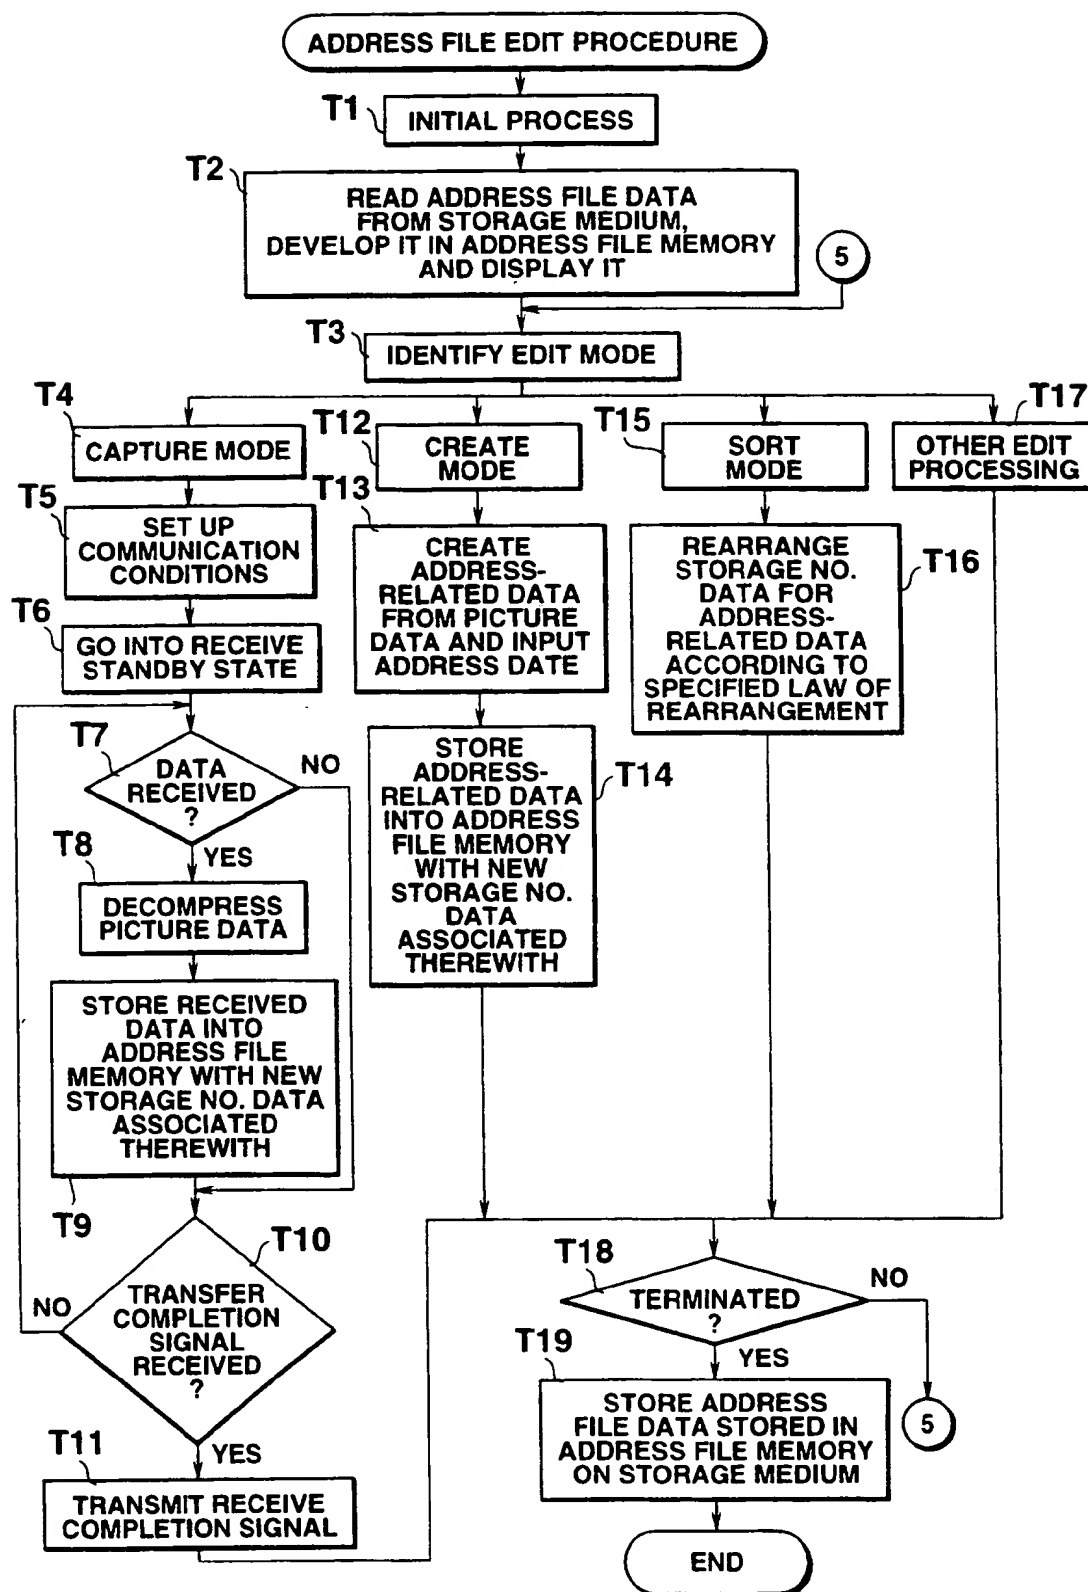 ADDRESS FILE EDIT PROCEDURE
T1
INITIAL PROCESS
T2
READ ADDRESS FILE DATA
FROM STORAGE MEDIUM,
DEVELOP IT IN ADDRESS FILE MEMORY
AND DISPLAY IT
5
T3
IDENTIFY EDIT MODE
T4
CAPTURE MODE
T5
SET UP
COMMUNICATION
CONDITIONS
T6
GO INTO RECEIVE
STANDBY STATE
T7
DATA
RECEIVED
?
NO
YES
T8
DECOMPRESS
PICTURE DATA
STORE RECEIVED
DATA INTO
ADDRESS FILE
MEMORY WITH NEW
STORAGE NO. DATA
ASSOCIATED
THEREWITH
T9
T10
TRANSFER
COMPLETION
SIGNAL
RECEIVED
?
NO
YES
T11
TRANSMIT RECEIVE
COMPLETION SIGNAL
T12
CREATE
MODE
T13
CREATE
ADDRESS-
RELATED DATA
FROM PICTURE
DATA AND INPUT
ADDRESS DATE
STORE
ADDRESS-
RELATED DATA
INTO ADDRESS
FILE MEMORY
WITH NEW
STORAGE NO.
DATA
ASSOCIATED
THEREWITH
T14
T15
SORT
MODE
REARRANGE
STORAGE NO.
DATA FOR
ADDRESS-
RELATED DATA
ACCORDING TO
SPECIFIED LAW OF
REARRANGEMENT
T16
T17
OTHER EDIT
PROCESSING
T18
TERMINATED
?
NO
YES
5
T19
STORE ADDRESS
FILE DATA STORED IN
ADDRESS FILE MEMORY
ON STORAGE MEDIUM
END